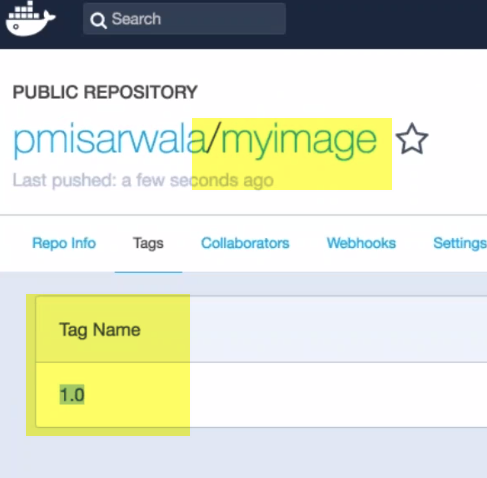 Search
PUBLIC REPOSITORY
pmisarwala/myimage
Last pushed: a few seconds ago
Repo Info Tags Collaborators Webhooks Settings
Tag Name
1.0